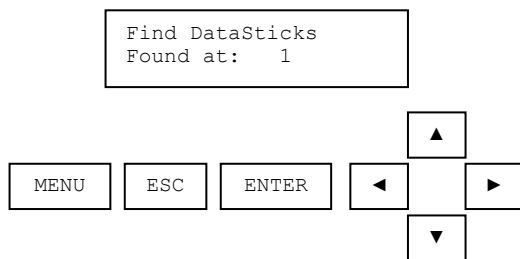 Find DataSticks
Found at:   1
▲
MENU ESC ENTER ◄ ►
▼